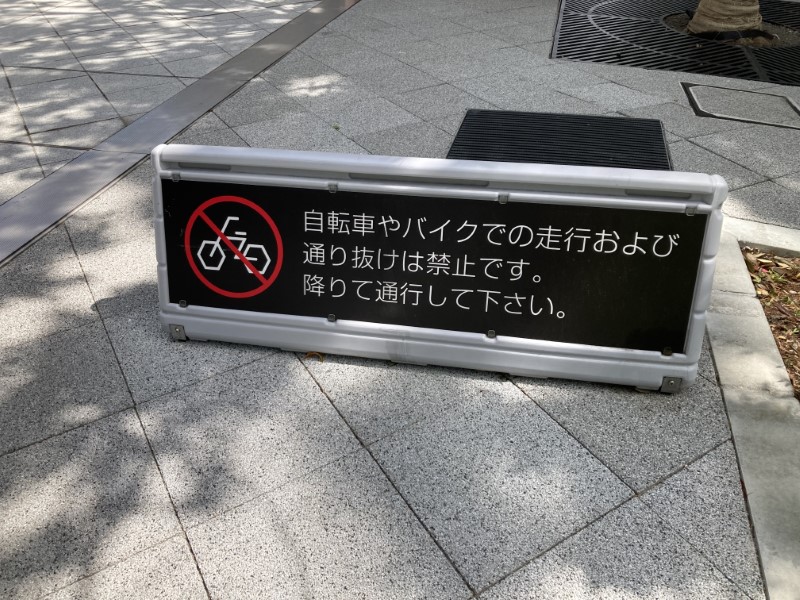 自転車やバイクでの走行および
通り抜けは禁止です。
降りて通行して下さい。